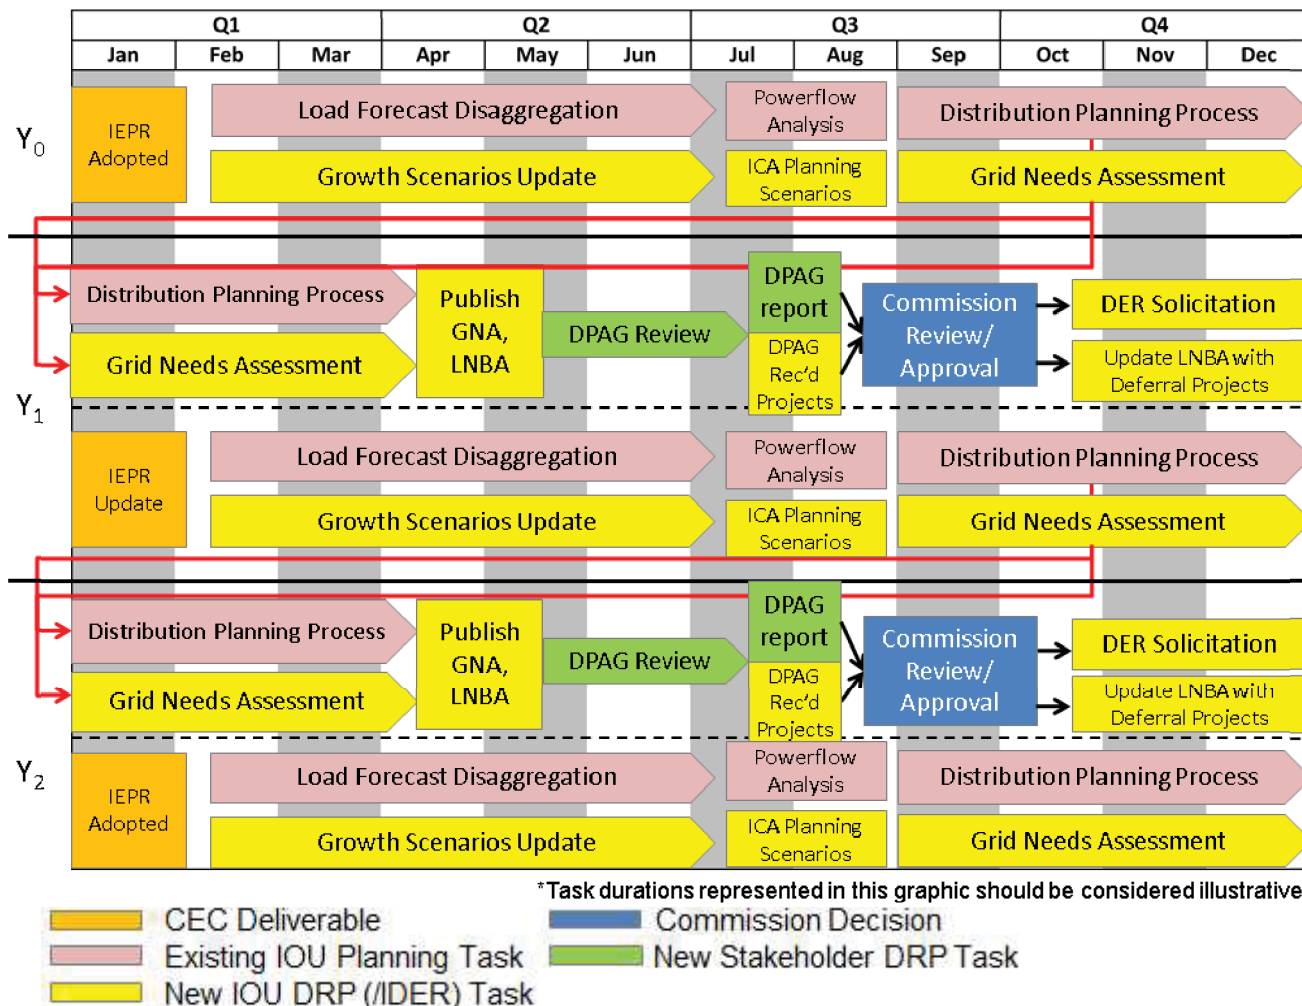 Q1 Q2 Q3 Q4
Jan Feb Mar Apr May Jun Jul Aug Sep Oct Nov Dec
Y0
IEPR
Adopted
Load Forecast Disaggregation
Powerflow
Analysis
Distribution Planning Process
Growth Scenarios Update
ICA Planning
Scenarios
Grid Needs Assessment
Y1
Distribution Planning Process
Grid Needs Assessment
Publish
GNA,
LNBA
DPAG Review
DPAG
report
DPAG
Rec'd
Projects
Commission
Review/
Approval
DER Solicitation
Update LNBA with
Deferral Projects
IEPR
Update
Load Forecast Disaggregation
Powerflow
Analysis
Distribution Planning Process
Growth Scenarios Update
ICA Planning
Scenarios
Grid Needs Assessment
Y2
Distribution Planning Process
Grid Needs Assessment
Publish
GNA,
LNBA
DPAG Review
DPAG
report
DPAG
Rec'd
Projects
Commission
Review/
Approval
DER Solicitation
Update LNBA with
Deferral Projects
IEPR
Adopted
Load Forecast Disaggregation
Powerflow
Analysis
Distribution Planning Process
Growth Scenarios Update
ICA Planning
Scenarios
Grid Needs Assessment
*Task durations represented in this graphic should be considered illustrative
CEC Deliverable
Commission Decision
Existing IOU Planning Task
New Stakeholder DRP Task
New IOU DRP (/IDER) Task